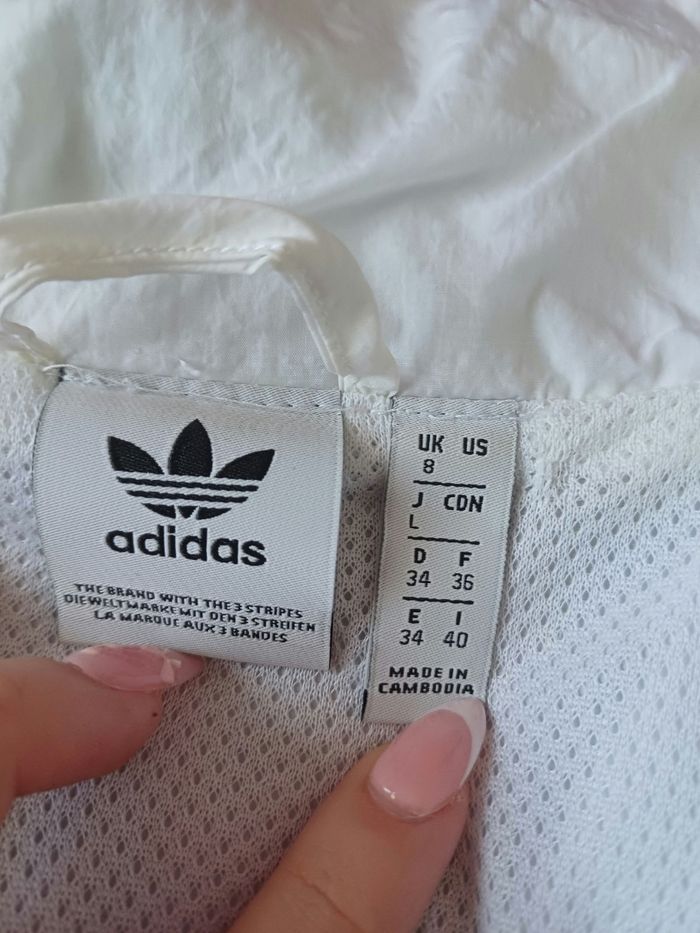 adidas
THE BRAND WITH THE 3 STRIPES
DIE WELTMARKE MIT DEN 3 STREIFEN
LA MARQUE AUX 3 BANDES
UK US
8
J CDN
L
D F
34 36
E I
34 40
MADE IN
CAMBODIA